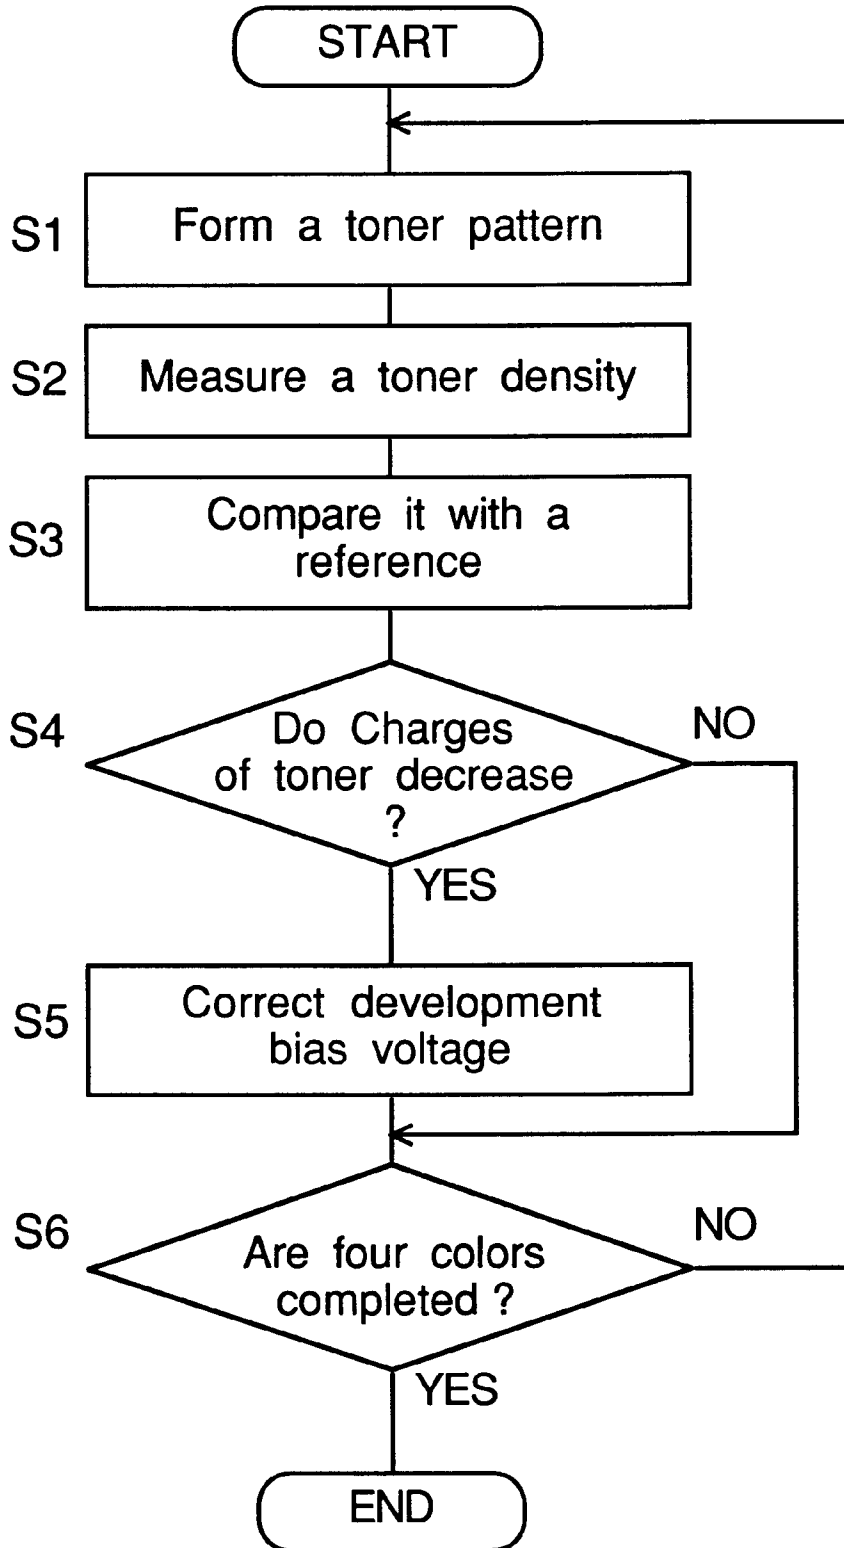 START
S1
Form a toner pattern
S2
Measure a toner density
S3
Compare it with a
reference
S4
Do Charges
of toner decrease
?
NO
YES
S5
Correct development
bias voltage
S6
Are four colors
completed ?
NO
YES
END